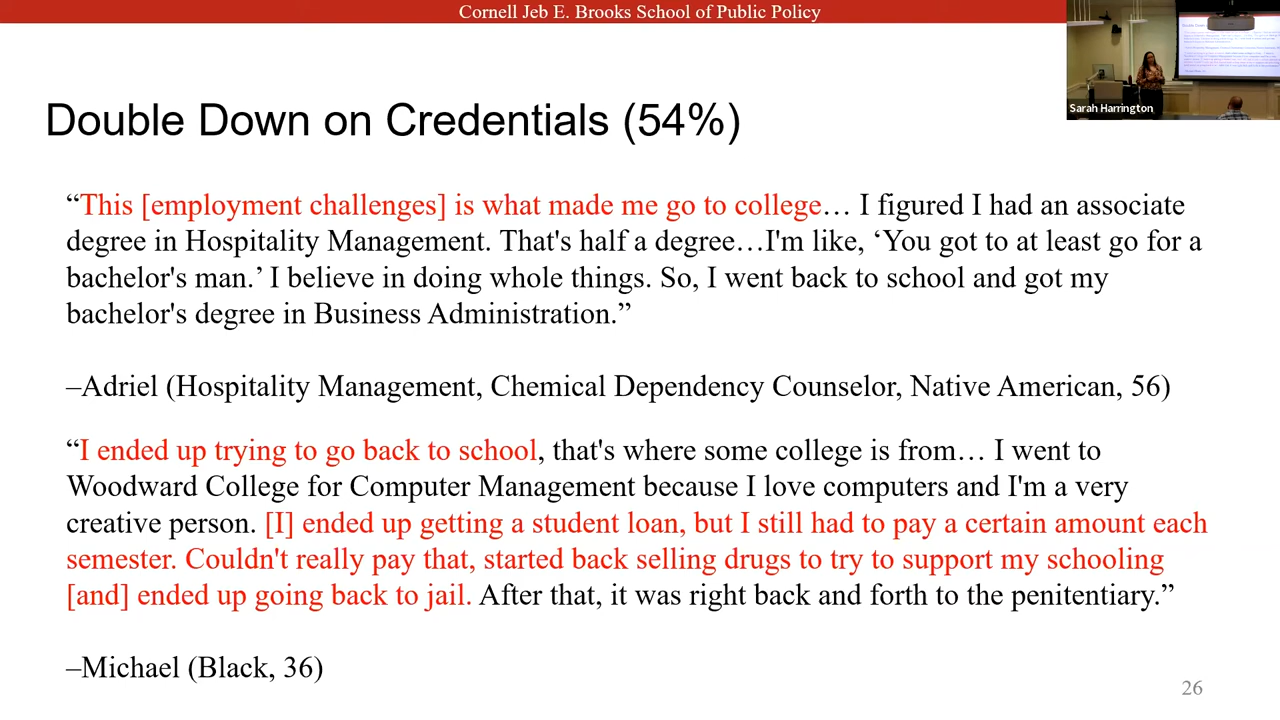 Cornell Jeb E. Brooks School of Public Policy
Sarah Harrington
Double Down on Credentials (54%)
“This [employment challenges] is what made me go to college… I figured I had an associate
degree in Hospitality Management. That's half a degree…I'm like, ‘You got to at least go for a
bachelor's man.’ I believe in doing whole things. So, I went back to school and got my
bachelor's degree in Business Administration.”
–Adriel (Hospitality Management, Chemical Dependency Counselor, Native American, 56)
“I ended up trying to go back to school, that's where some college is from… I went to
Woodward College for Computer Management because I love computers and I'm a very
creative person. [I] ended up getting a student loan, but I still had to pay a certain amount each
semester. Couldn't really pay that, started back selling drugs to try to support my schooling
[and] ended up going back to jail. After that, it was right back and forth to the penitentiary.”
–Michael (Black, 36)
26